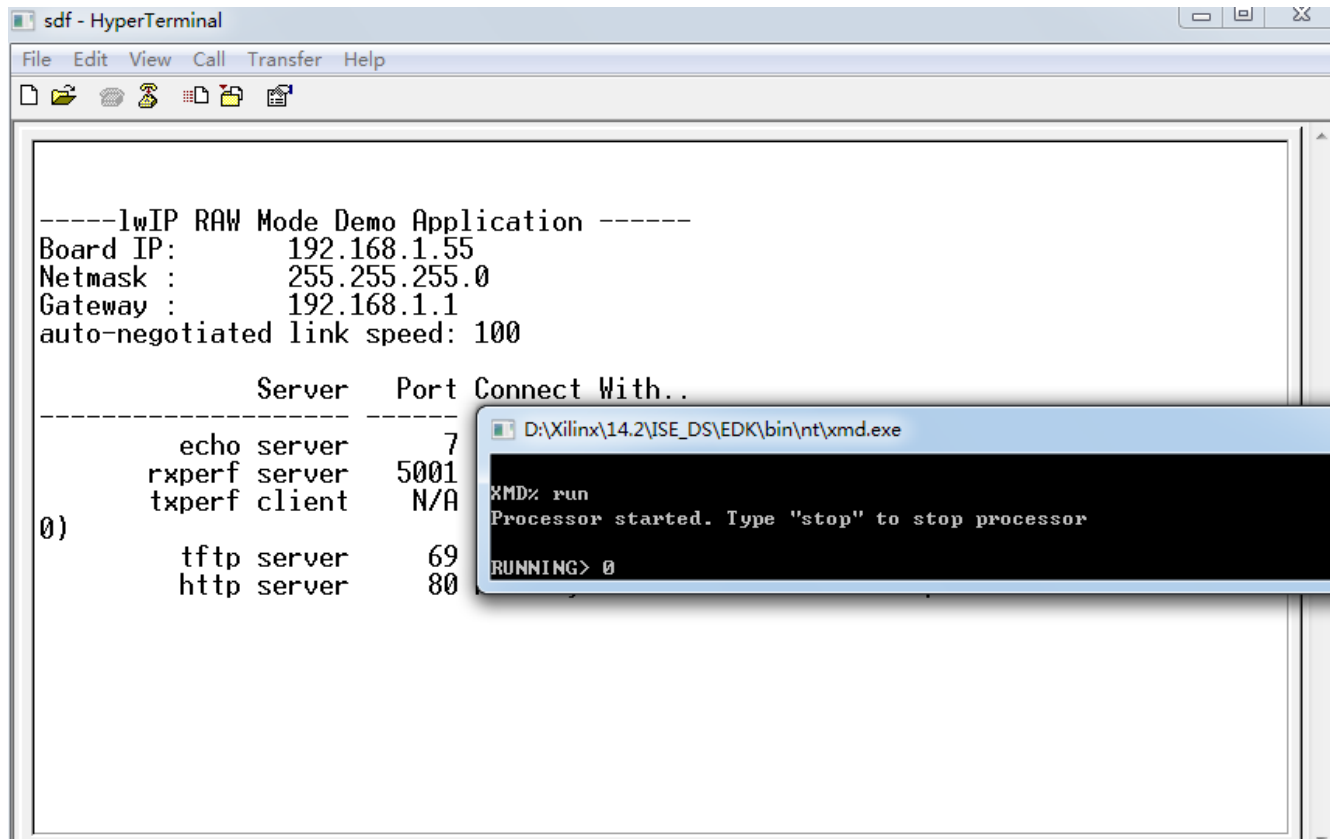 sdf - HyperTerminal
File Edit View Call Transfer Help
-----lwIP RAW Mode Demo Application ------
Board IP: 192.168.1.55
Netmask : 255.255.255.0
Gateway : 192.168.1.1
auto-negotiated link speed: 100
Server Port Connect With..
-------------------- ------
echo server 7
rxperf server 5001
txperf client N/A
0)
tftp server 69
http server 80
D:\Xilinx\14.2\ISE_DS\EDK\bin\nt\xmd.exe
XMD% run
Processor started. Type "stop" to stop processor
RUNNING> 0